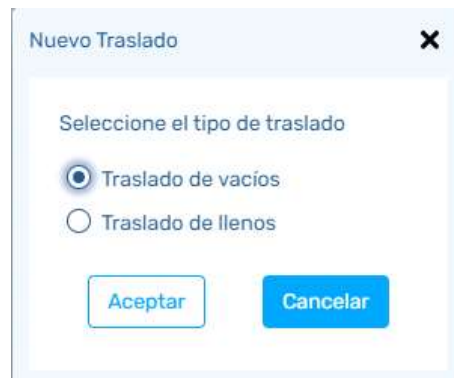 Nuevo Traslado
Seleccione el tipo de traslado
Traslado de vacíos
Traslado de llenos
Aceptar Cancelar